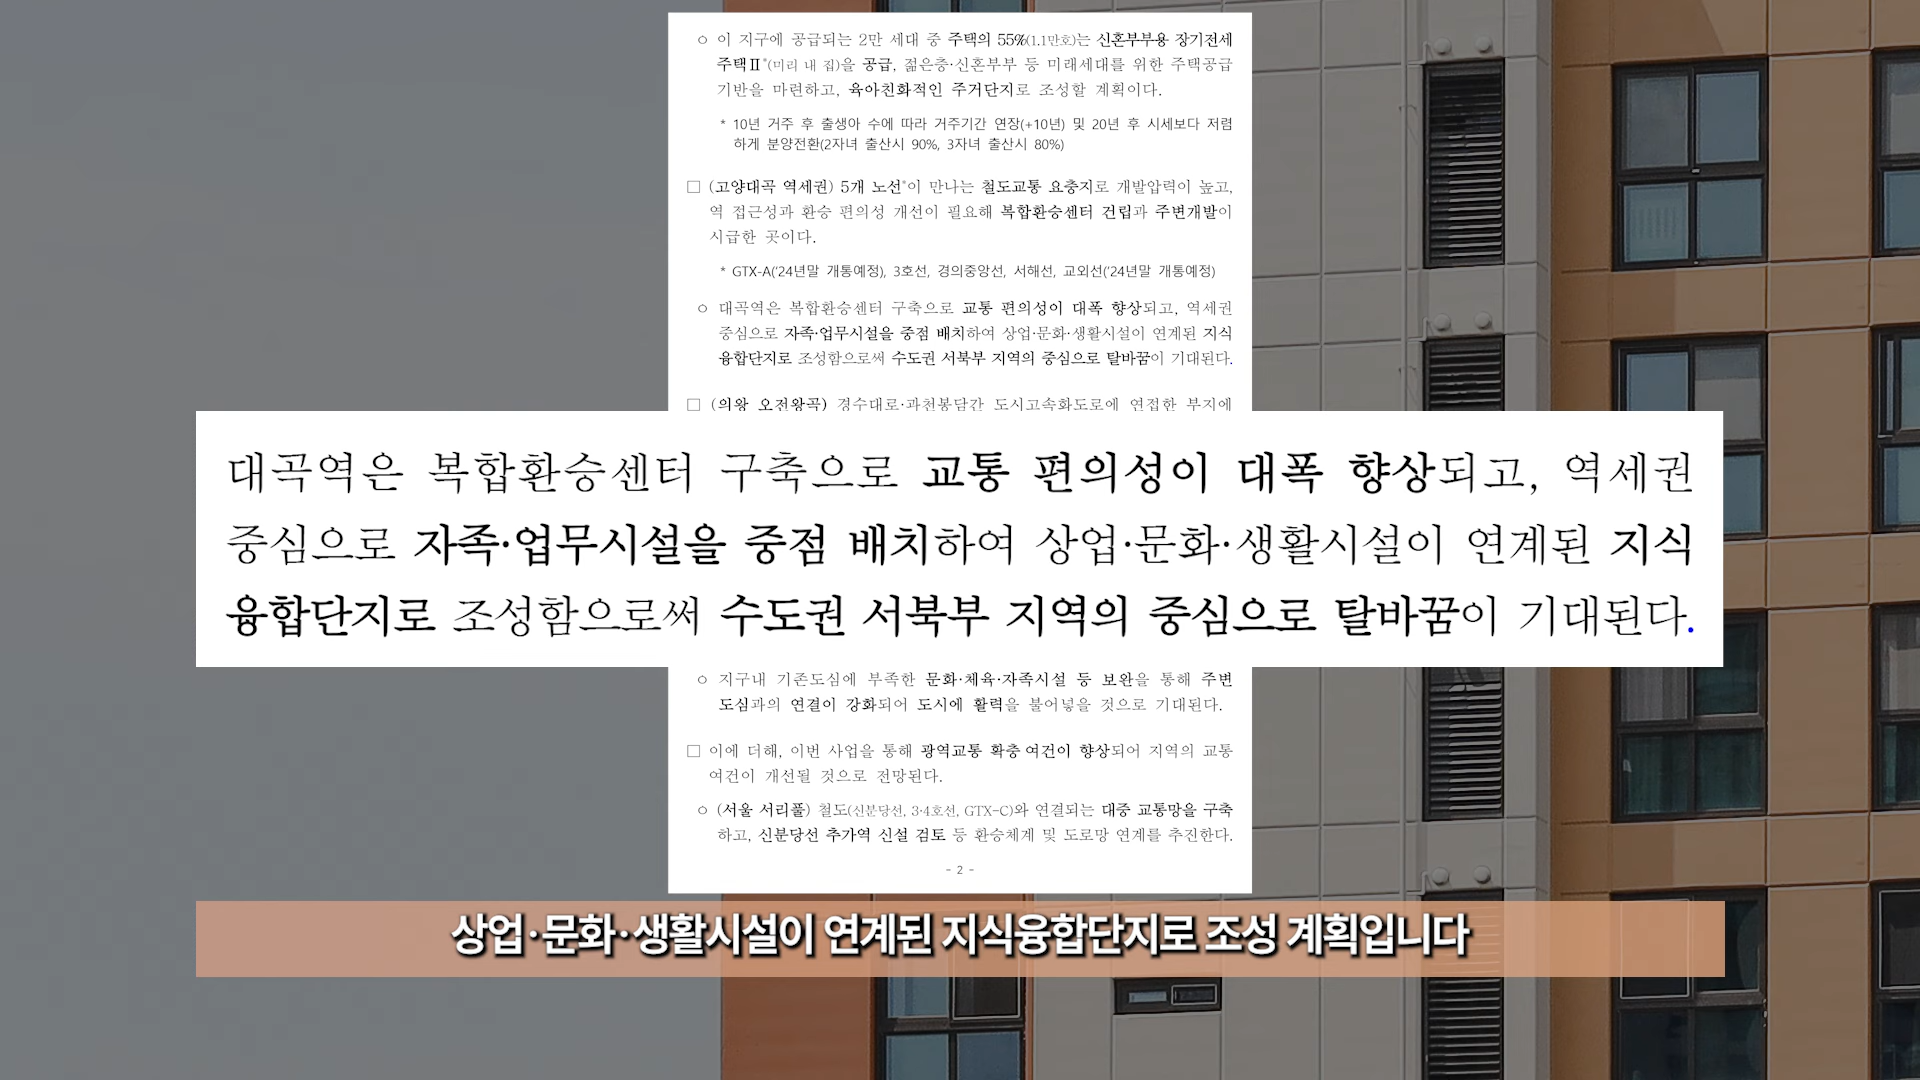 ㅇ 이 지구에 공급되는 2만 세대 중 주택의 55%(1.1만호)는 신혼부부용 장기전세
주택Ⅱ*(미리 내 집)을 공급, 젊은층·신혼부부 등 미래세대를 위한 주택공급
기반을 마련하고, 육아친화적인 주거단지로 조성할 계획이다.
* 10년 거주 후 출생아 수에 따라 거주기간 연장(+10년) 및 20년 후 시세보다 저렴
하게 분양전환(2자녀 출산시 90%, 3자녀 출산시 80%)
□ (고양대곡 역세권) 5개 노선*이 만나는 철도교통 요충지로 개발압력이 높고,
역 접근성과 환승 편의성 개선이 필요해 복합환승센터 건립과 주변개발이
시급한 곳이다.
* GTX-A('24년말 개통예정), 3호선, 경의중앙선, 서해선, 교외선('24년말 개통예정)
ㅇ 대곡역은 복합환승센터 구축으로 교통 편의성이 대폭 향상되고, 역세권
중심으로 자족·업무시설을 중점 배치하여 상업·문화·생활시설이 연계된 지식
융합단지로 조성함으로써 수도권 서북부 지역의 중심으로 탈바꿈이 기대된다.
□ (의왕 오전왕곡) 경수대로·과천봉담간 도시고속화도로에 연접한 부지에
대곡역은 복합환승센터 구축으로 교통 편의성이 대폭 향상되고, 역세권
중심으로 자족·업무시설을 중점 배치하여 상업·문화·생활시설이 연계된 지식
융합단지로 조성함으로써 수도권 서북부 지역의 중심으로 탈바꿈이 기대된다.
ㅇ 지구내 기존도심에 부족한 문화·체육·자족시설 등 보완을 통해 주변
도심과의 연결이 강화되어 도시에 활력을 불어넣을 것으로 기대된다.
□ 이에 더해, 이번 사업을 통해 광역교통 확충 여건이 향상되어 지역의 교통
여건이 개선될 것으로 전망된다.
ㅇ (서울 서리풀) 철도(신분당선, 3·4호선, GTX-C)와 연결되는 대중 교통망을 구축
하고, 신분당선 추가역 신설 검토 등 환승체계 및 도로망 연계를 추진한다.
- 2 -
상업·문화·생활시설이 연계된 지식융합단지로 조성 계획입니다